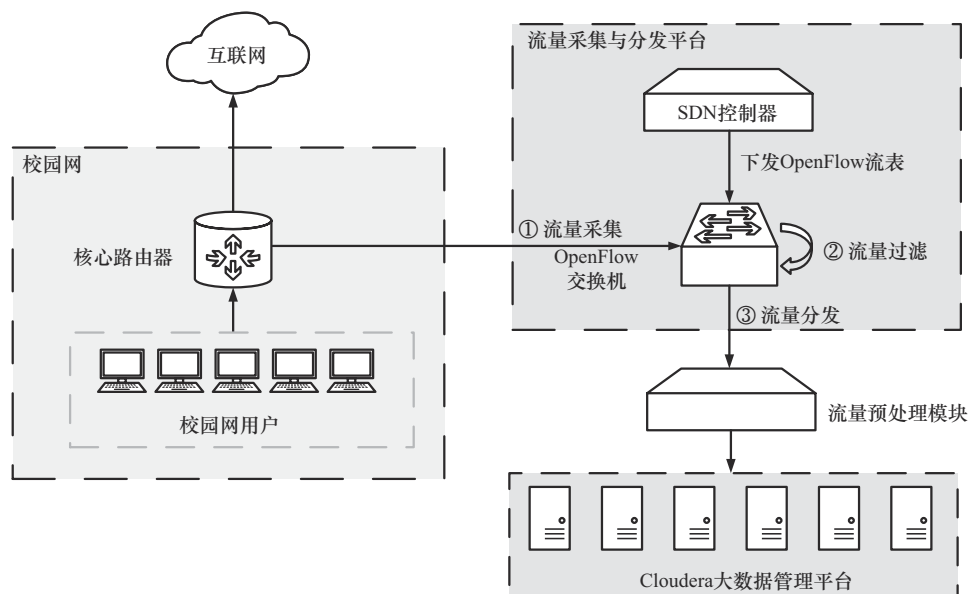 互联网
流量采集与分发平台
SDN控制器
下发OpenFlow流表
校园网
核心路由器
① 流量采集
OpenFlow
交换机
② 流量过滤
③ 流量分发
校园网用户
流量预处理模块
Cloudera大数据管理平台